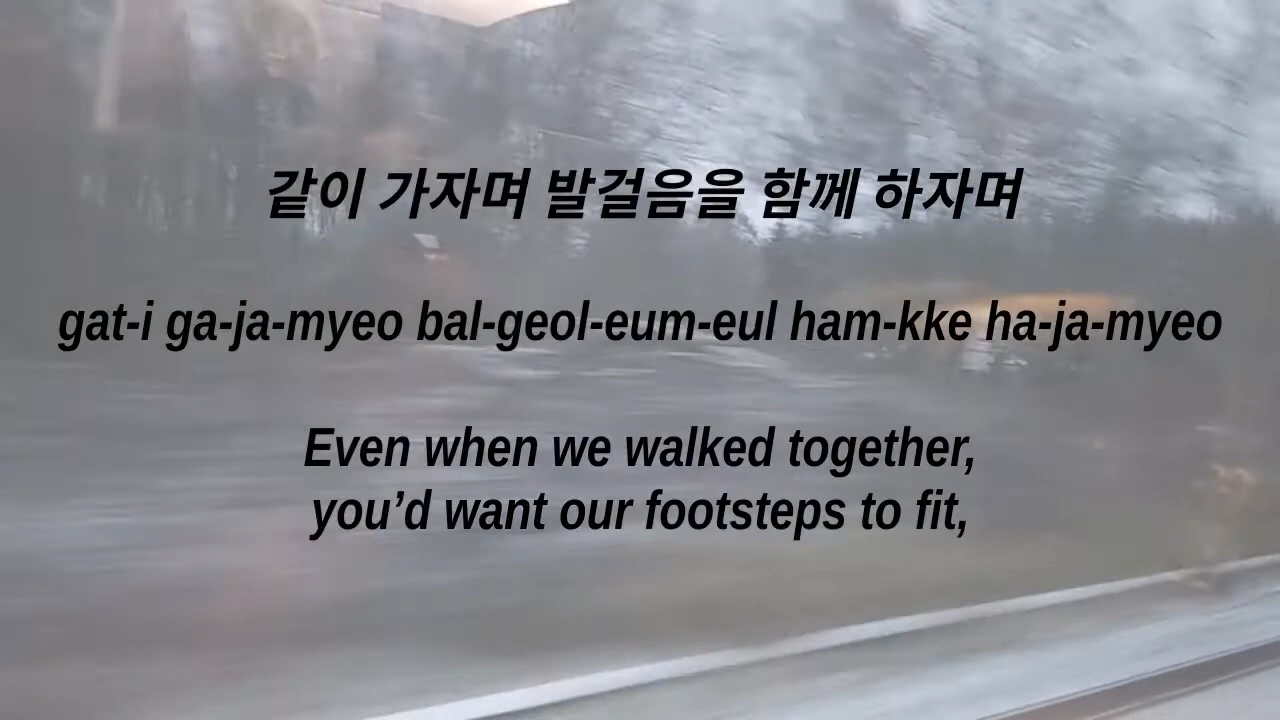 같이 가자며 발걸음을 함께 하자며
gat-i ga-ja-myeo bal-geol-eum-eul ham-kke ha-ja-myeo
Even when we walked together,
you’d want our footsteps to fit,